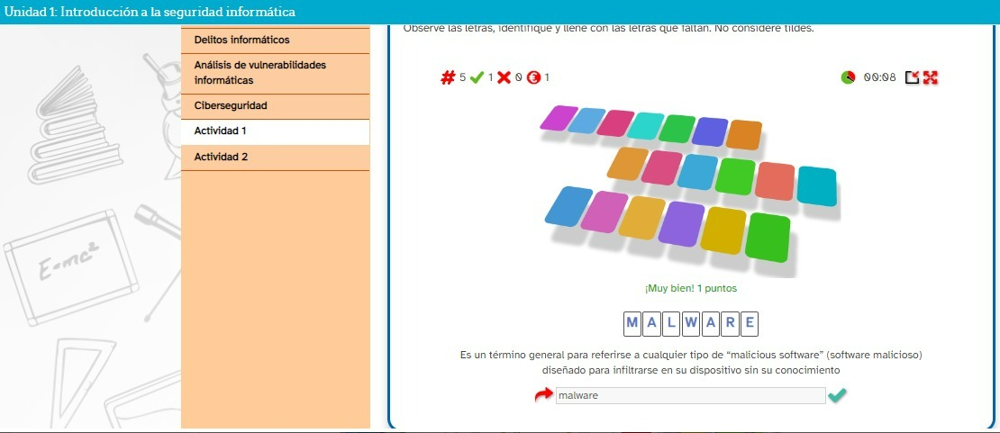 Unidad 1: Introducción a la seguridad informática
Delitos informáticos
Análisis de vulnerabilidades
informáticas
Ciberseguridad
Actividad 1
Actividad 2
E=mc²
Observe las letras, identifique y llene con las letras que faltan. No considere tildes.
5 1 0 1
00:08
¡Muy bien! 1 puntos
M A L W A R E
Es un término general para referirse a cualquier tipo de “malicious software” (software malicioso)
diseñado para infiltrarse en su dispositivo sin su conocimiento
malware